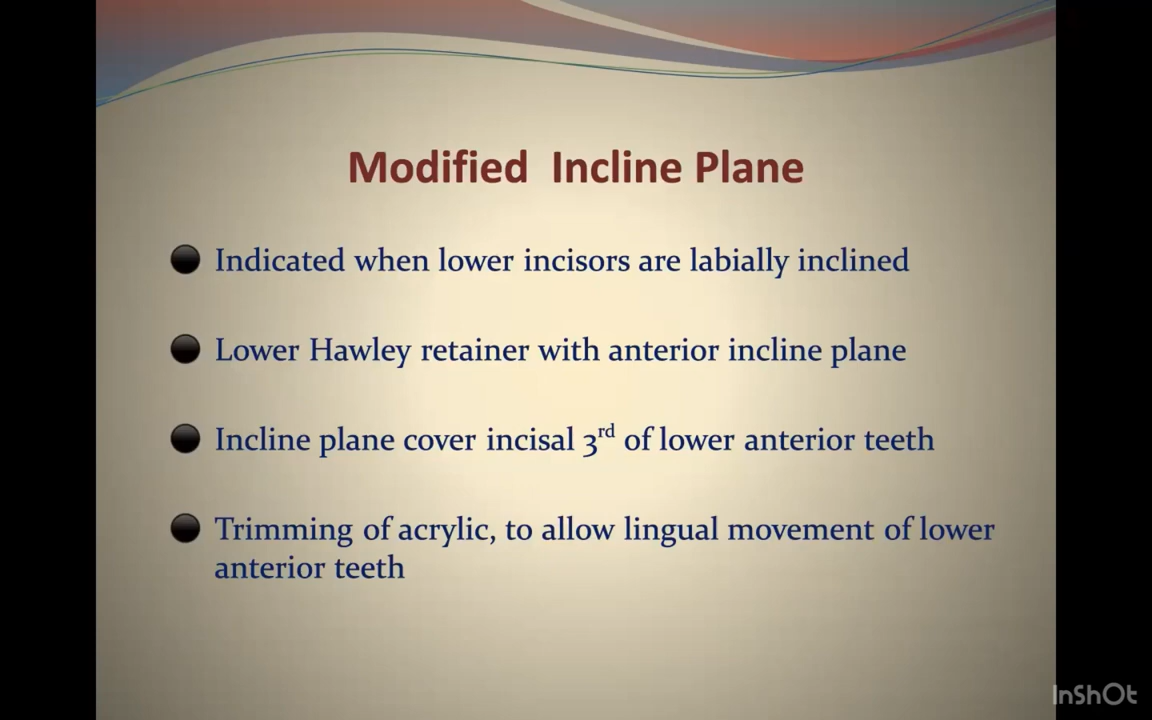 Modified Incline Plane
Indicated when lower incisors are labially inclined
Lower Hawley retainer with anterior incline plane
Incline plane cover incisal 3rd of lower anterior teeth
Trimming of acrylic, to allow lingual movement of lower
anterior teeth
InShOt